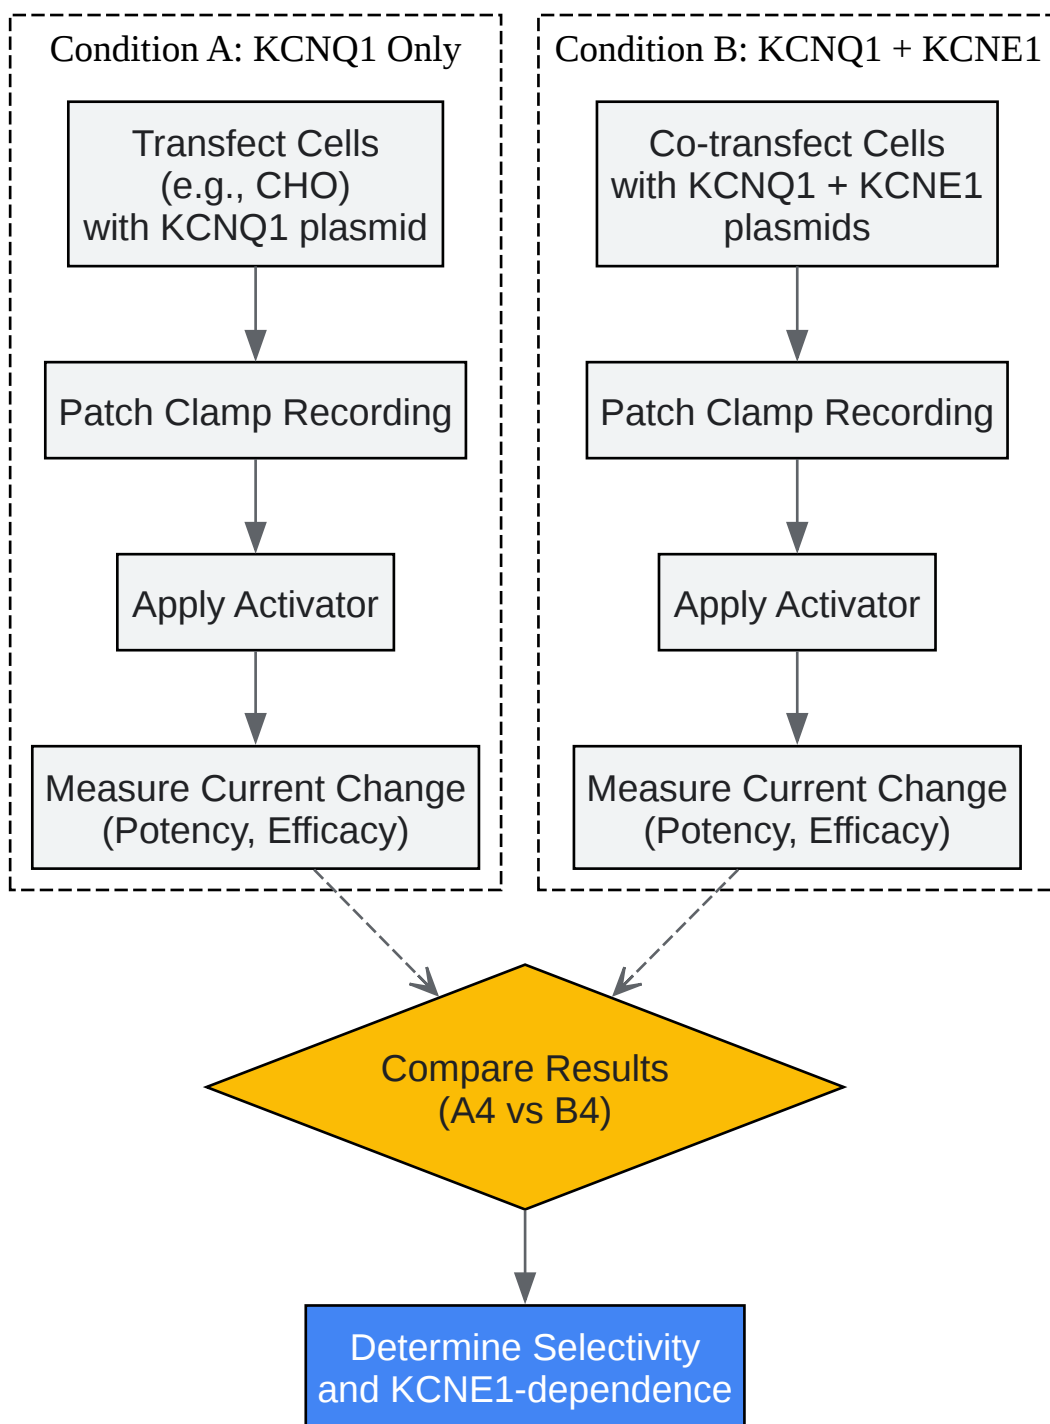 Condition A: KCNQ1 Only
Transfect Cells
(e.g., CHO)
with KCNQ1 plasmid
Patch Clamp Recording
Apply Activator
Measure Current Change
(Potency, Efficacy)
Condition B: KCNQ1 + KCNE1
Co-transfect Cells
with KCNQ1 + KCNE1
plasmids
Patch Clamp Recording
Apply Activator
Measure Current Change
(Potency, Efficacy)
Compare Results
(A4 vs B4)
Determine Selectivity
and KCNE1-dependence